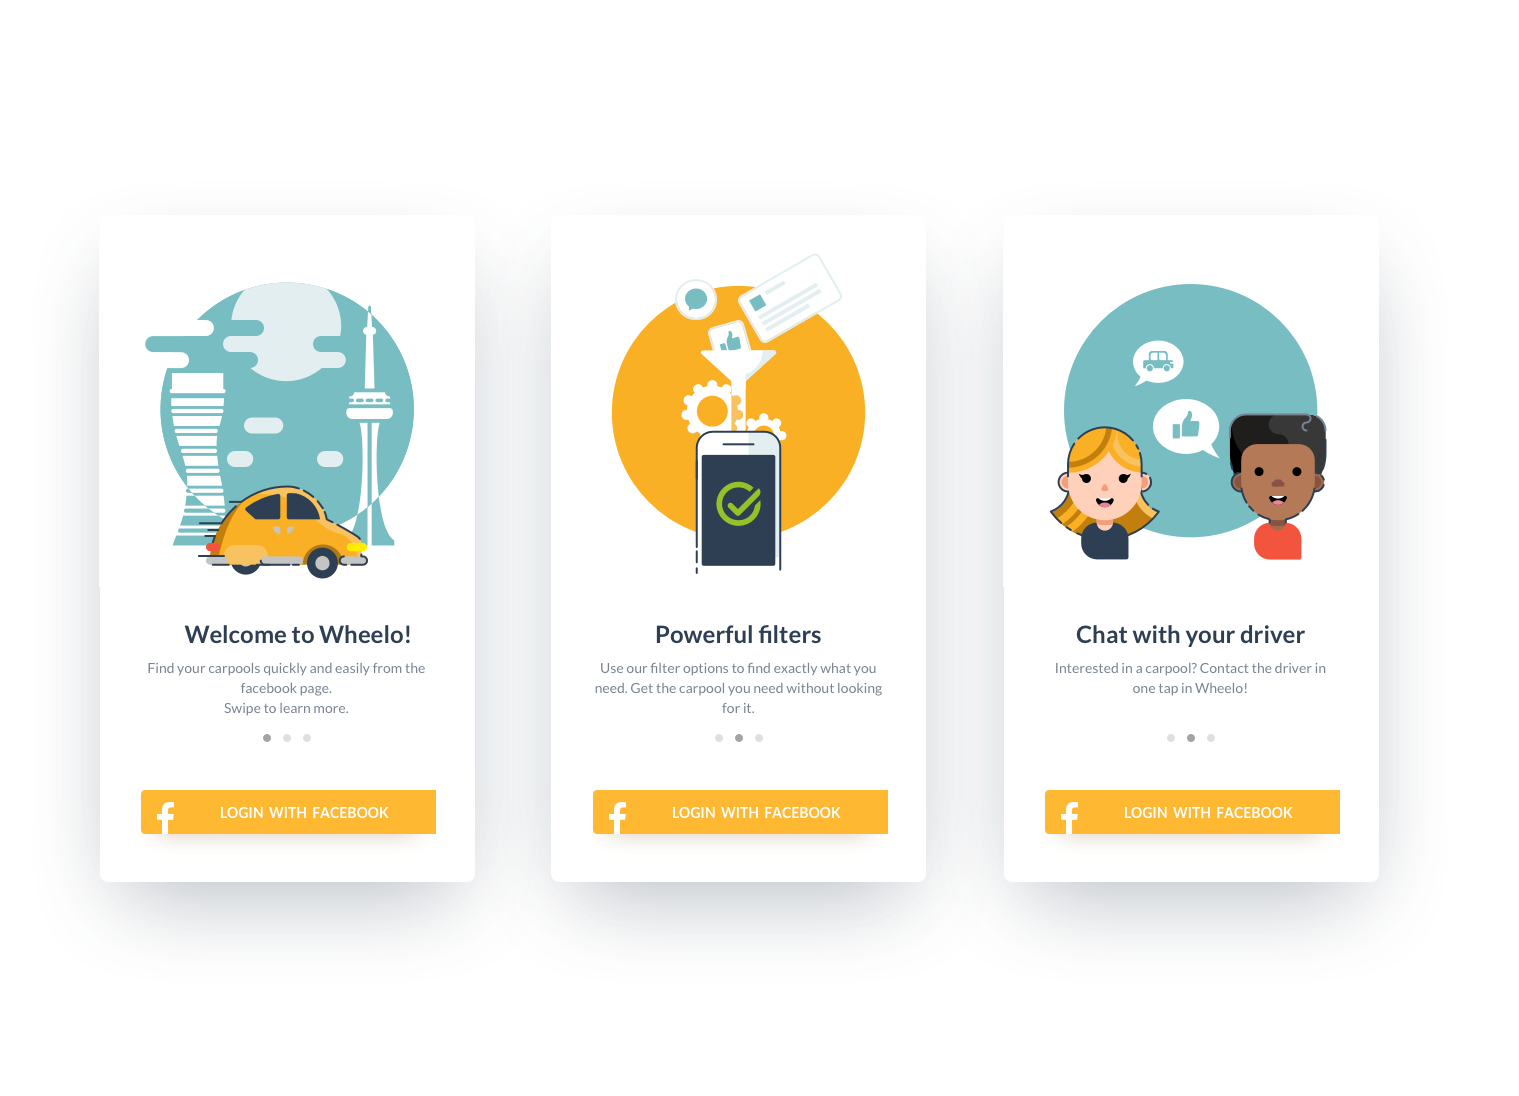 Welcome to Wheelo!
Find your carpools quickly and easily from the
facebook page.
Swipe to learn more.
LOGIN WITH FACEBOOK
Powerful filters
Use our filter options to find exactly what you
need. Get the carpool you need without looking
for it.
LOGIN WITH FACEBOOK
Chat with your driver
Interested in a carpool? Contact the driver in
one tap in Wheelo!
LOGIN WITH FACEBOOK